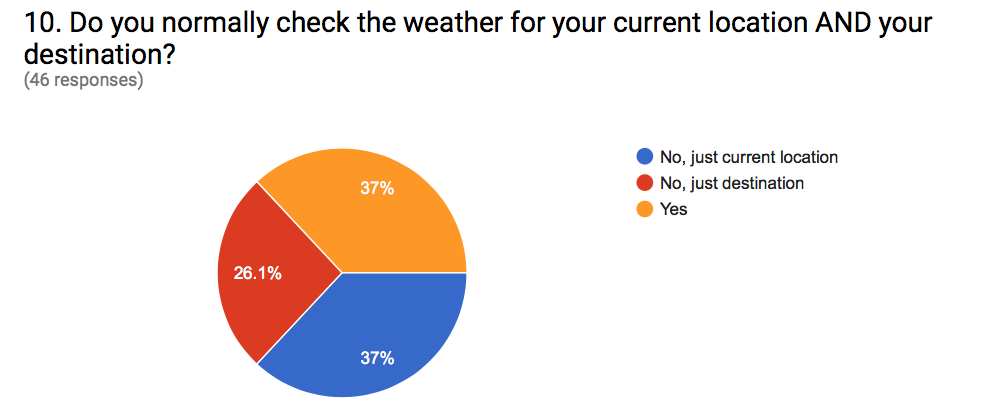 10. Do you normally check the weather for your current location AND your
destination?
(46 responses)
37%
26.1%
37%
No, just current location
No, just destination
Yes